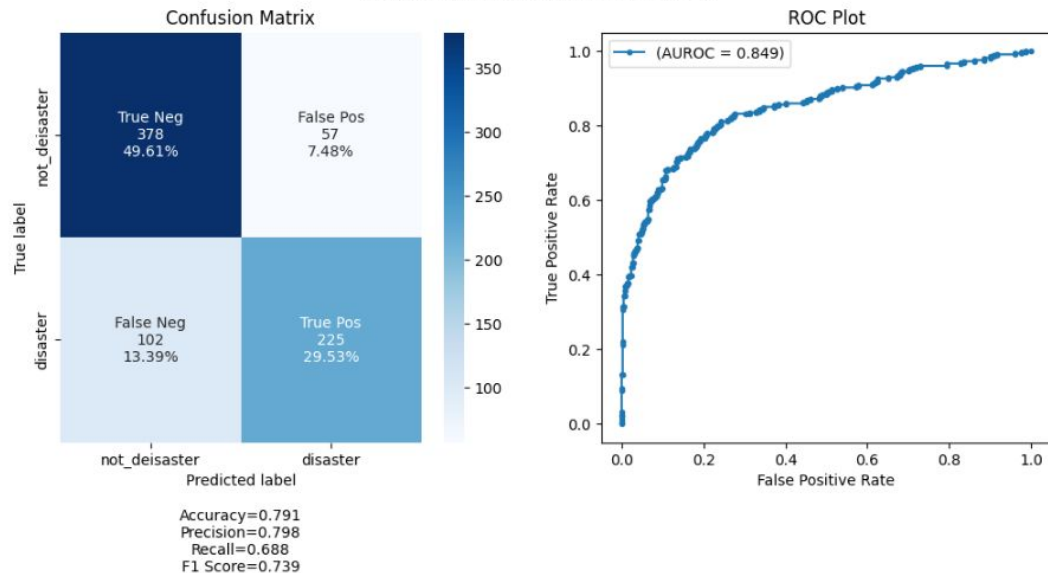 Confusion Matrix
True Neg
378
49.61%
False Pos
57
7.48%
False Neg
102
13.39%
True Pos
225
29.53%
not_deisaster
disaster
True label
not_deisaster
disaster
Predicted label
350
300
250
200
150
100
Accuracy=0.791
Precision=0.798
Recall=0.688
F1 Score=0.739
ROC Plot
(AUROC = 0.849)
True Positive Rate
1.0
0.8
0.6
0.4
0.2
0.0
0.0
0.2
0.4
0.6
0.8
1.0
False Positive Rate